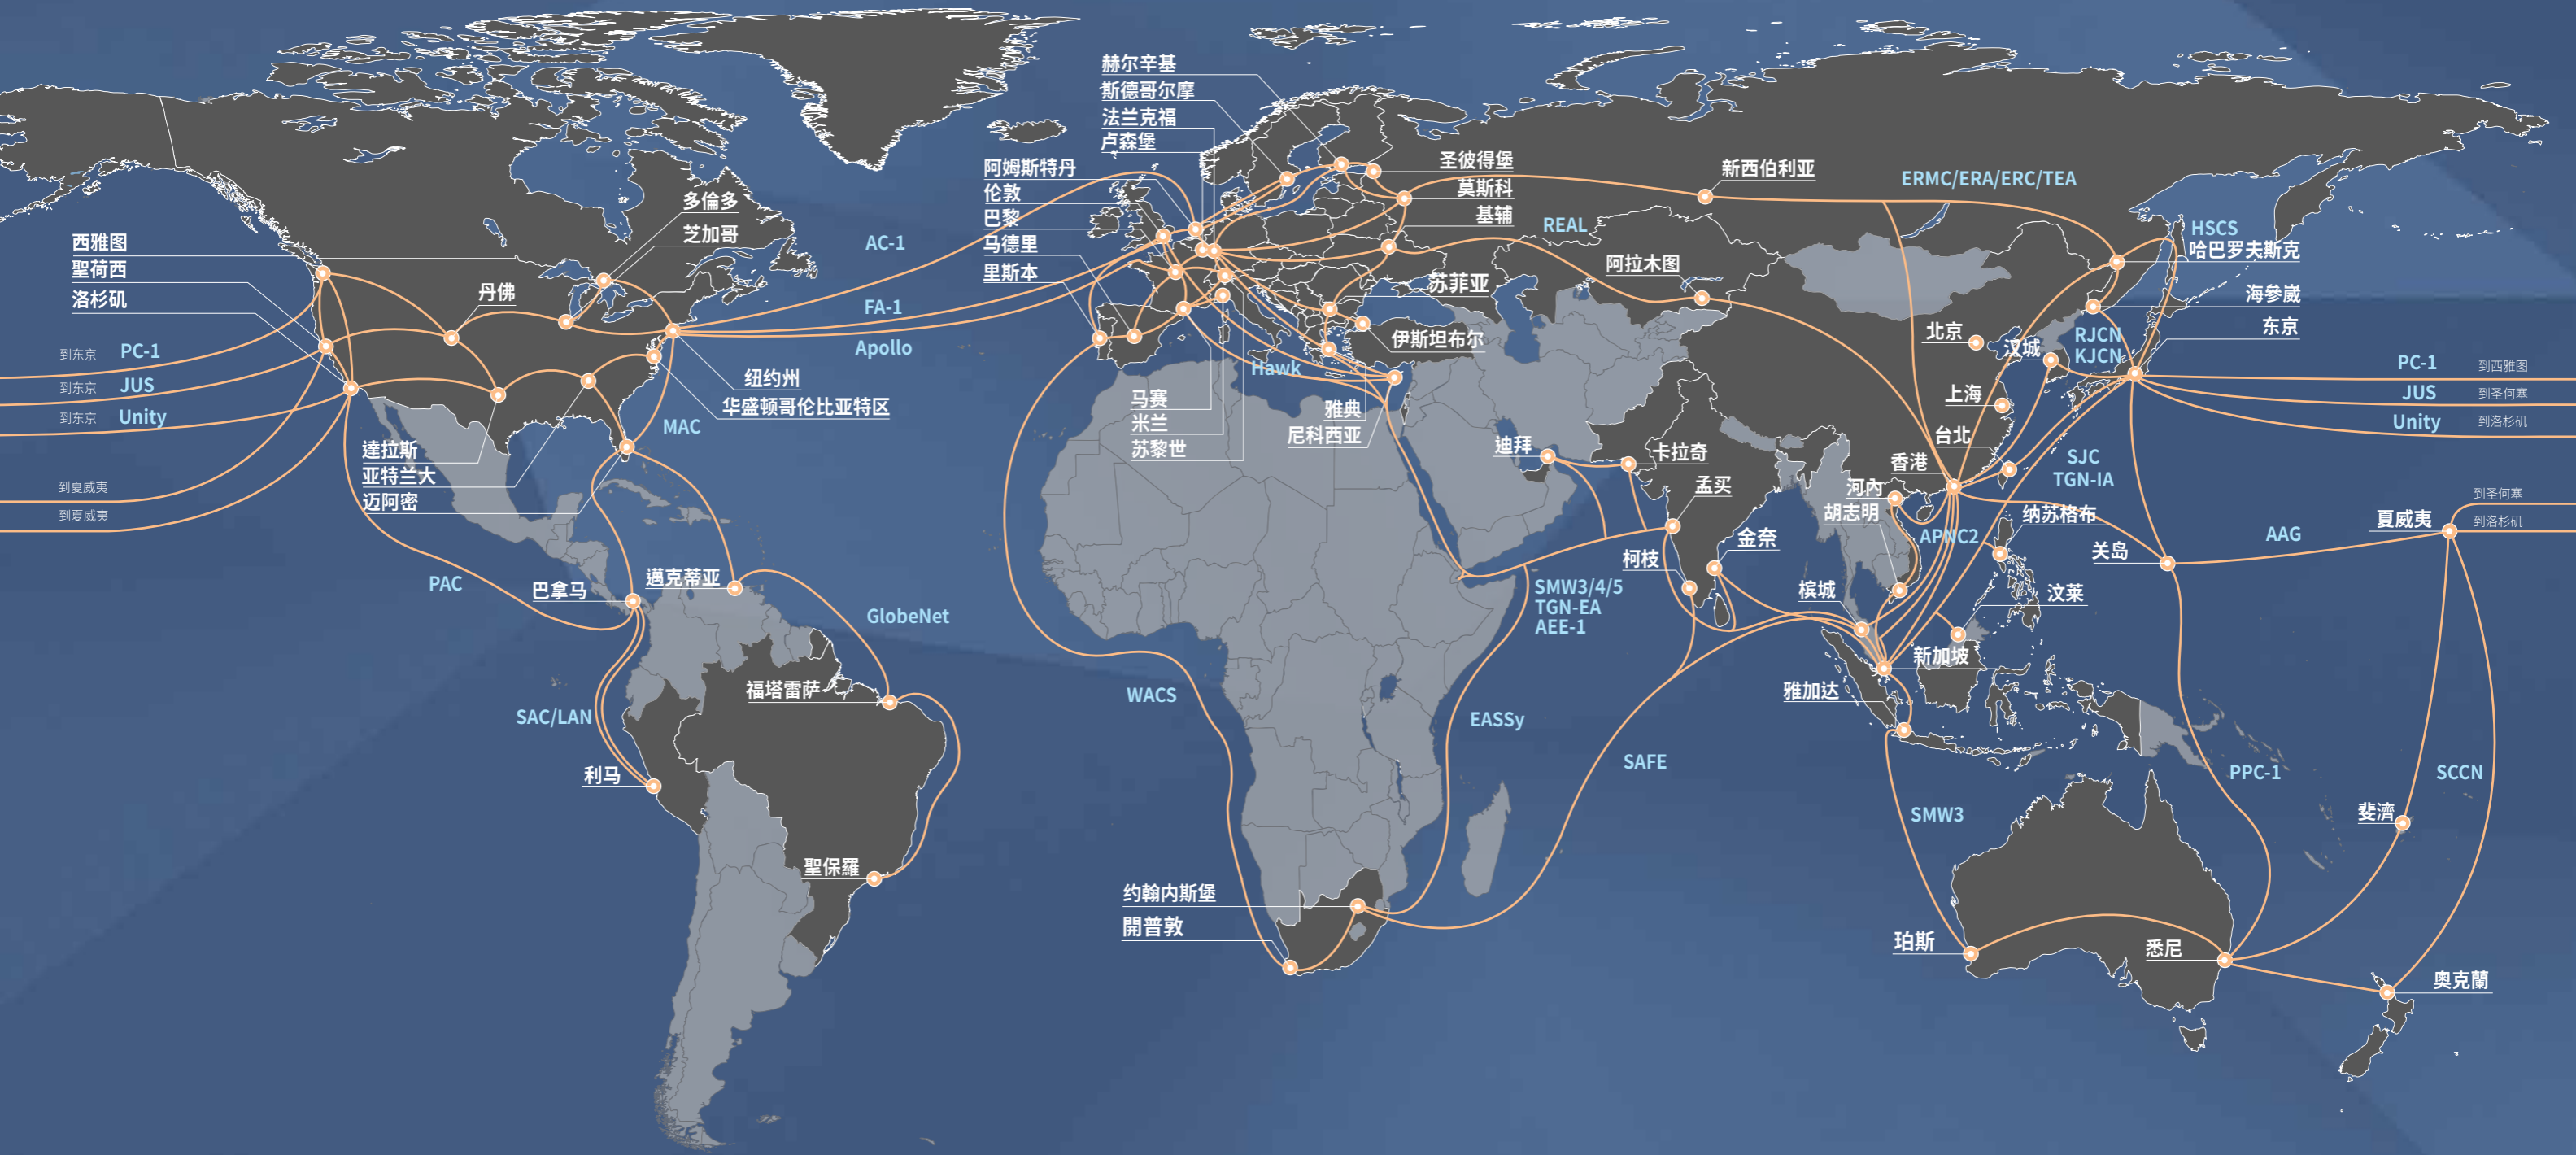 赫尔辛基
斯德哥尔摩
法兰克福
卢森堡
阿姆斯特丹
伦敦
巴黎
马德里
里斯本
圣彼得堡
莫斯科
基辅
新西伯利亚
ERMC/ERA/ERC/TEA
REAL
HSCS
哈巴罗夫斯克
海參崴
东京
阿拉木图
苏菲亚
伊斯坦布尔
北京
汉城
RJCN
KJCN
上海
台北
香港
SJC
TGN-IA
河內
胡志明
APNC2
纳苏格布
多倫多
芝加哥
西雅图
聖荷西
洛杉矶
丹佛
AC-1
FA-1
Apollo
到东京 PC-1
到东京 JUS
到东京 Unity
纽约州
华盛顿哥伦比亚特区
MAC
達拉斯
亚特兰大
迈阿密
到夏威夷
到夏威夷
Hawk
马赛
米兰
苏黎世
雅典
尼科西亚
迪拜
卡拉奇
孟买
金奈
柯枝
PC-1 到西雅图
JUS 到圣何塞
Unity 到洛杉矶
到圣何塞
夏威夷 到洛杉矶
AAG
关岛
PAC
巴拿马
邁克蒂亚
GlobeNet
SMW3/4/5
TGN-EA
AEE-1
槟城
汶莱
新加坡
雅加达
福塔雷萨
SAC/LAN
利马
聖保羅
WACS
EASSy
SAFE
SMW3
PPC-1
SCCN
斐濟
约翰内斯堡
開普敦
珀斯
悉尼
奧克蘭